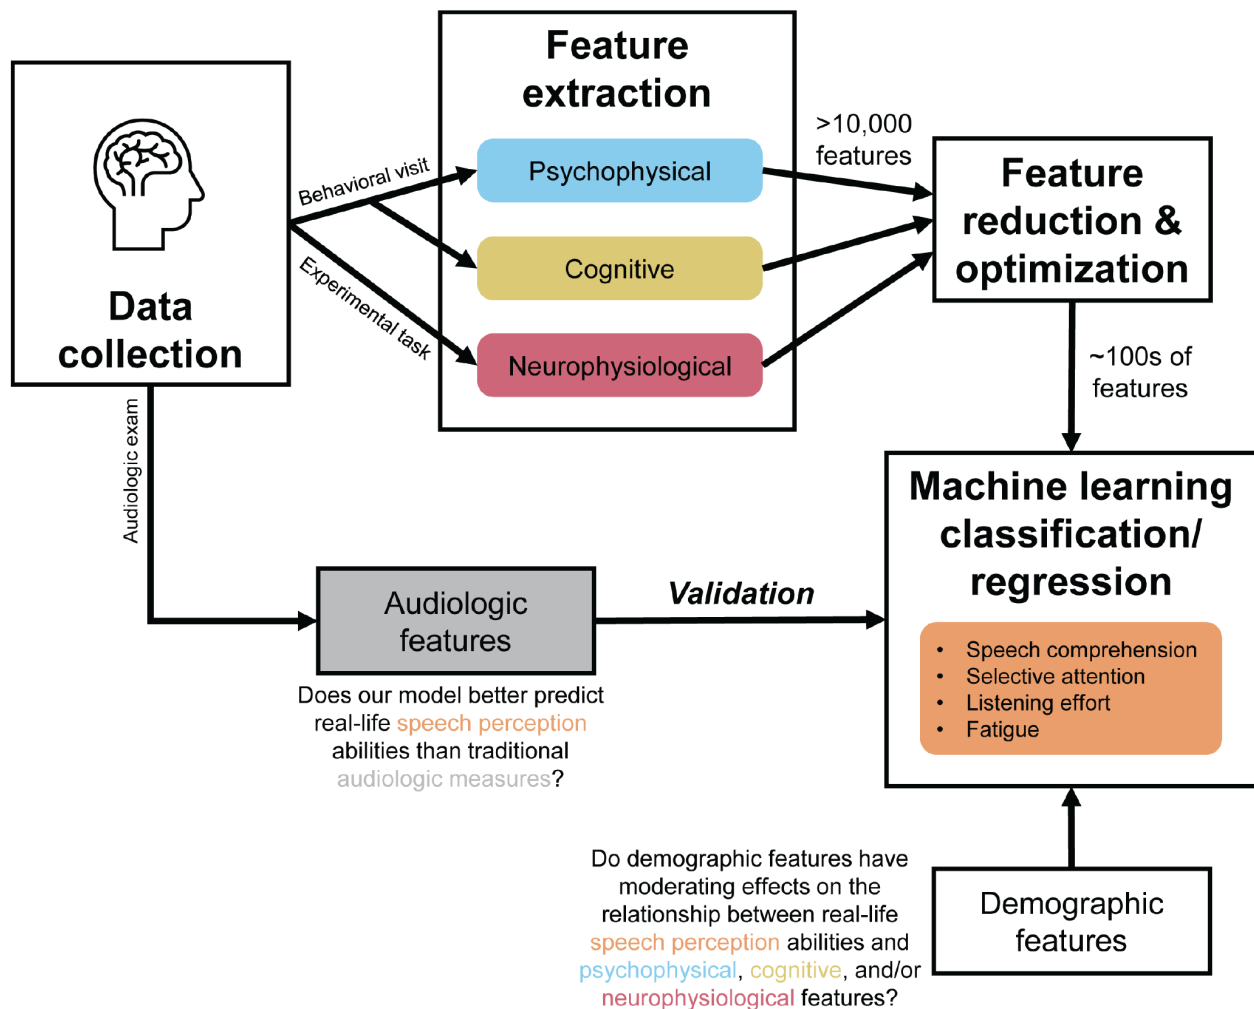 Data
collection
Feature
extraction
Behavioral visit
Experimental task
Psychophysical
Cognitive
Neurophysiological
>10,000
features
Feature
reduction &
optimization
~100s of
features
Audiologic exam
Audiologic
features
Validation
Does our model better predict
real-life speech perception
abilities than traditional
audiologic measures?
Machine learning
classification/
regression
• Speech comprehension
• Selective attention
• Listening effort
• Fatigue
Do demographic features have
moderating effects on the
relationship between real-life
speech perception abilities and
psychophysical, cognitive, and/or
neurophysiological features?
Demographic
features